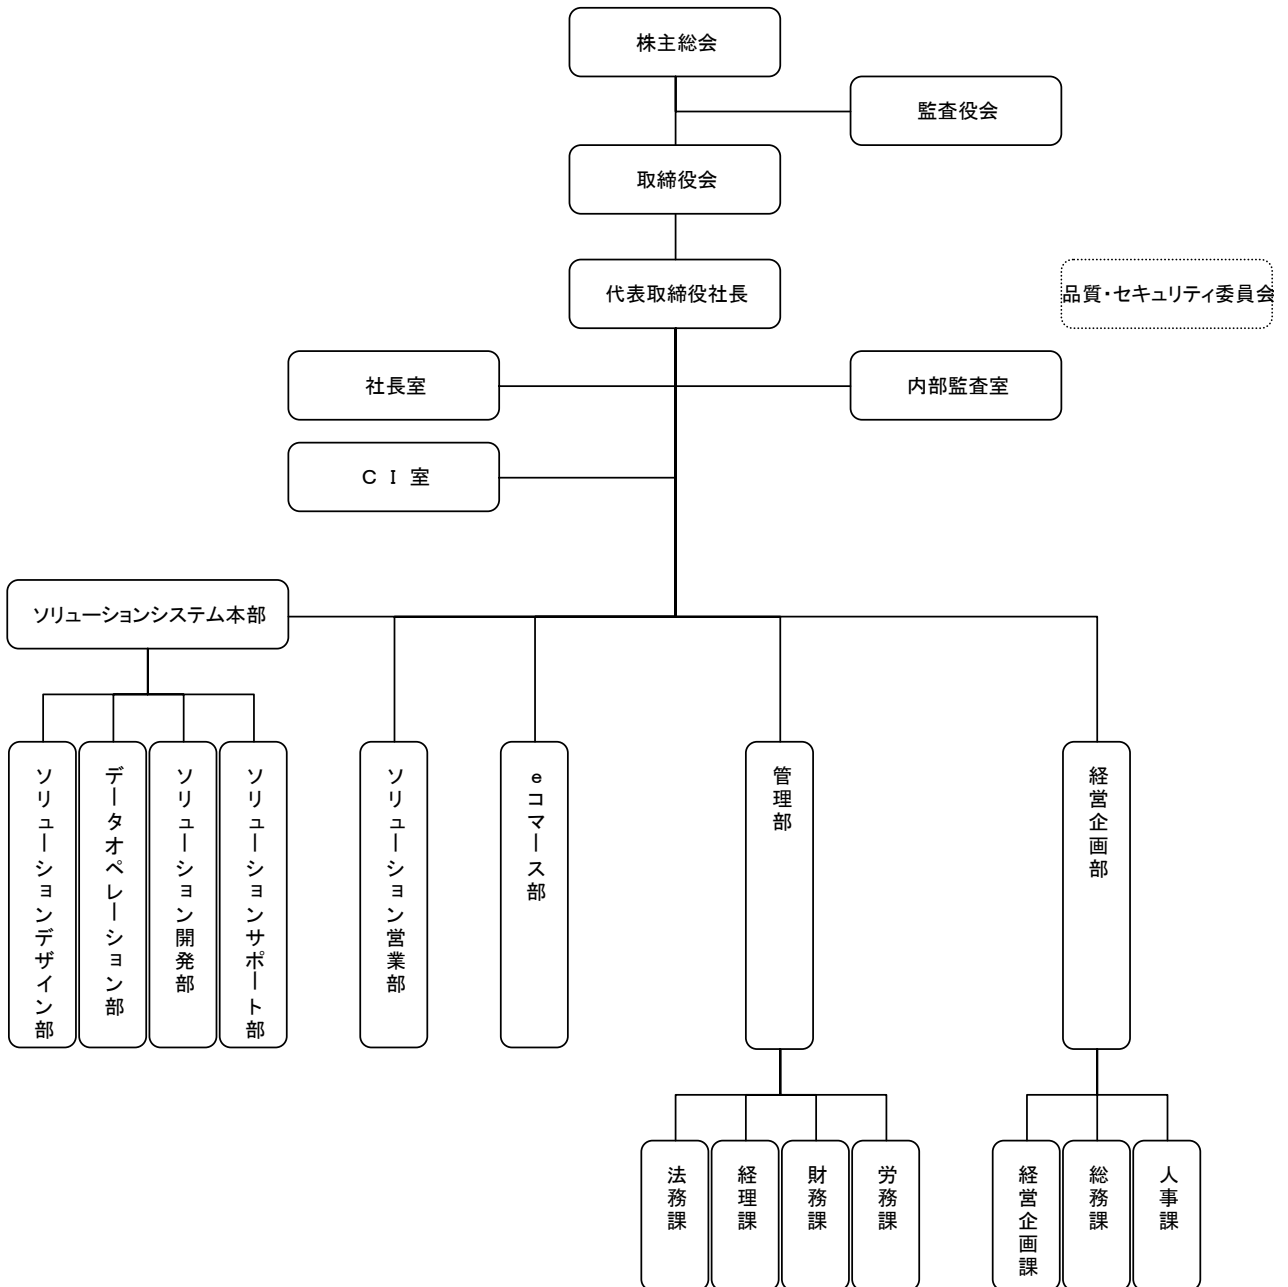 株主総会
監査役会
取締役会
代表取締役社長
品質・セキュリティ委員会
社長室
内部監査室
ＣＩ室
ソリューションシステム本部
ソリューションデザイン部
データオペレーション部
ソリューション開発部
ソリューションサポート部
ソリューション営業部
eコマース部
管理部
経営企画部
法務課
経理課
財務課
労務課
経営企画課
総務課
人事課